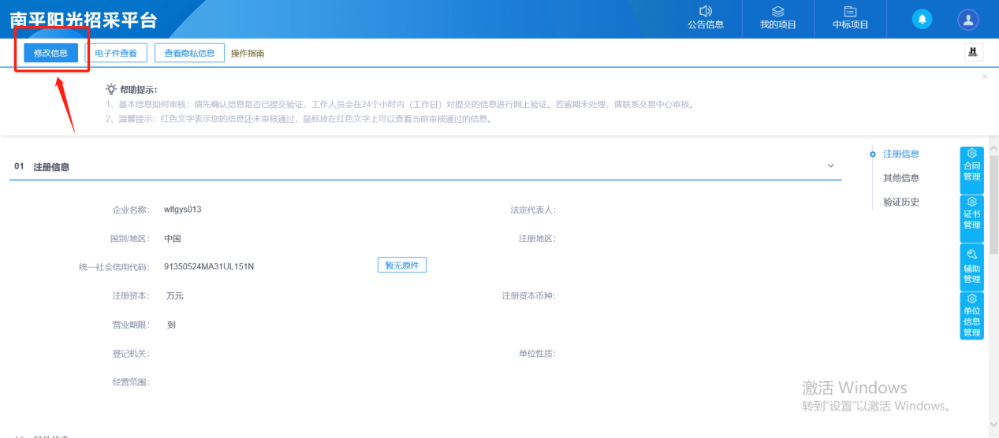 南平阳光招采平台
公告信息
我的项目
中标项目
修改信息 电子件查看 查看隐私信息 操作指南
帮助提示：
1、基本信息如何审核：请先确认信息是否已提交验证，工作人员会在24个小时内（工作日）对提交的信息进行网上验证。若逾期未处理，请联系交易中心审核。
2、温馨提示：红色文字表示您的信息还未审核通过，鼠标放在红色文字上可以查看当前审核通过的信息。
01 注册信息
企业名称： wltgys013 法定代表人：
国别/地区： 中国 注册地区：
统一社会信用代码： 91350524MA31UL151N 暂无原件
注册资本： 万元 注册资本币种：
营业期限： 到
登记机关： 单位性质：
经营范围：
注册信息
其他信息
验证历史
合同
管理
证书
管理
辅助
管理
单位
信息
管理
激活 Windows
转到"设置"以激活 Windows。